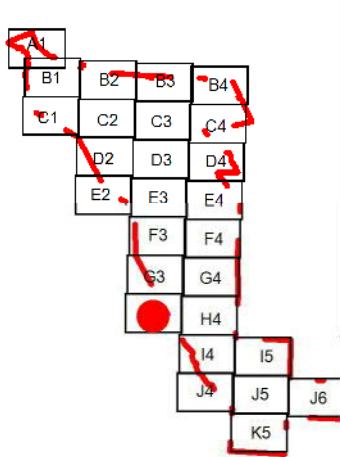 A1
B1 B2 B3 B4
C1 C2 C3 C4
D2 D3 D4
E2 E3 E4
F3 F4
G3 G4
H4
I4 I5
J4 J5 J6
K5